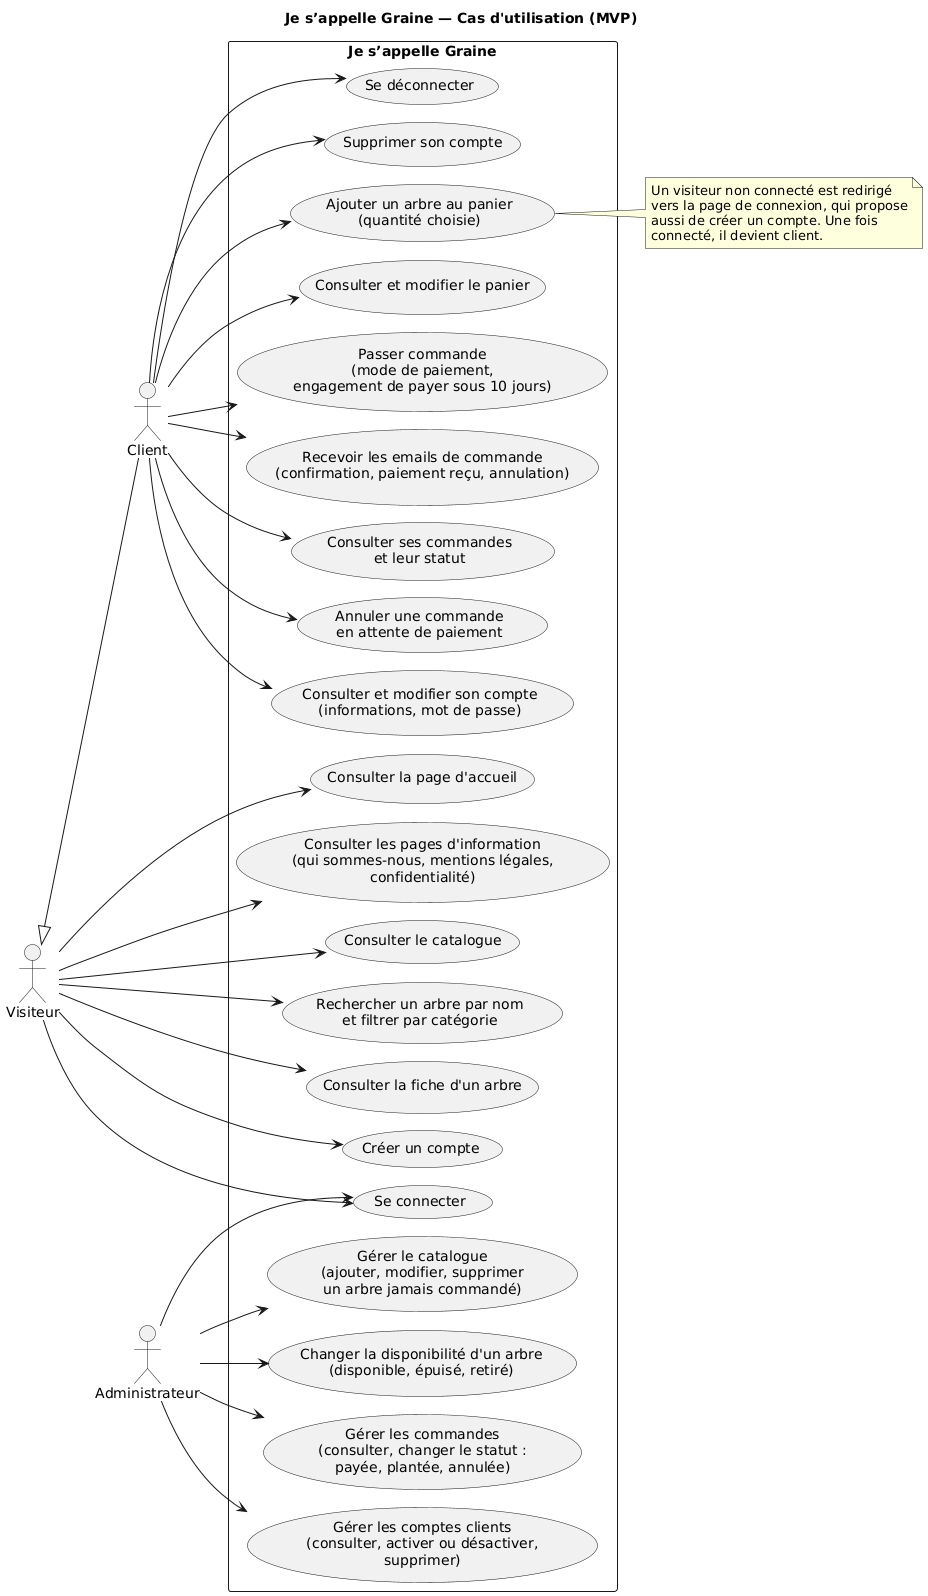 Je s’appelle Graine — Cas d'utilisation (MVP)
Je s’appelle Graine
Se déconnecter
Supprimer son compte
Ajouter un arbre au panier
(quantité choisie)
Un visiteur non connecté est redirigé
vers la page de connexion, qui propose
aussi de créer un compte. Une fois
connecté, il devient client.
Consulter et modifier le panier
Passer commande
(mode de paiement,
engagement de payer sous 10 jours)
Client
Recevoir les emails de commande
(confirmation, paiement reçu, annulation)
Consulter ses commandes
et leur statut
Annuler une commande
en attente de paiement
Consulter et modifier son compte
(informations, mot de passe)
Consulter la page d'accueil
Consulter les pages d'information
(qui sommes-nous, mentions légales,
confidentialité)
Consulter le catalogue
Visiteur
Rechercher un arbre par nom
et filtrer par catégorie
Consulter la fiche d'un arbre
Créer un compte
Se connecter
Gérer le catalogue
(ajouter, modifier, supprimer
un arbre jamais commandé)
Administrateur
Changer la disponibilité d'un arbre
(disponible, épuisé, retiré)
Gérer les commandes
(consulter, changer le statut :
payée, plantée, annulée)
Gérer les comptes clients
(consulter, activer ou désactiver,
supprimer)